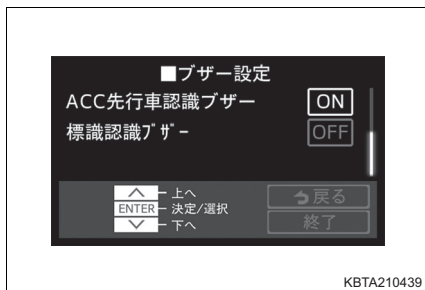 ■ブザー設定
ACC先行車認識ブザー ON
標識認識ブザー OFF
上へ
ENTER 決定/選択
下へ
戻る
終了
KBTA210439